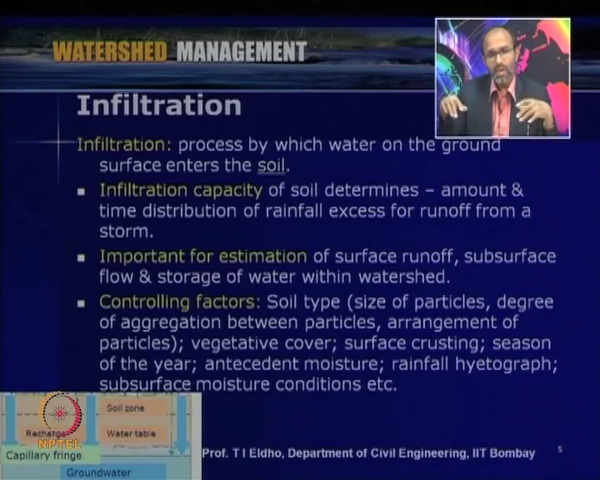 WATERSHED MANAGEMENT
Infiltration
Infiltration: process by which water on the ground
surface enters the soil.
Infiltration capacity of soil determines – amount &
time distribution of rainfall excess for runoff from a
storm.
Important for estimation of surface runoff, subsurface
flow & storage of water within watershed.
Controlling factors: Soil type (size of particles, degree
of aggregation between particles, arrangement of
particles); vegetative cover; surface crusting; season
of the year; antecedent moisture; rainfall hyetograph;
subsurface moisture conditions etc.
Soil zone
Recharge
Water table
NPTEL
Capillary fringe
Groundwater
Prof. T I Eldho, Department of Civil Engineering, IIT Bombay
5